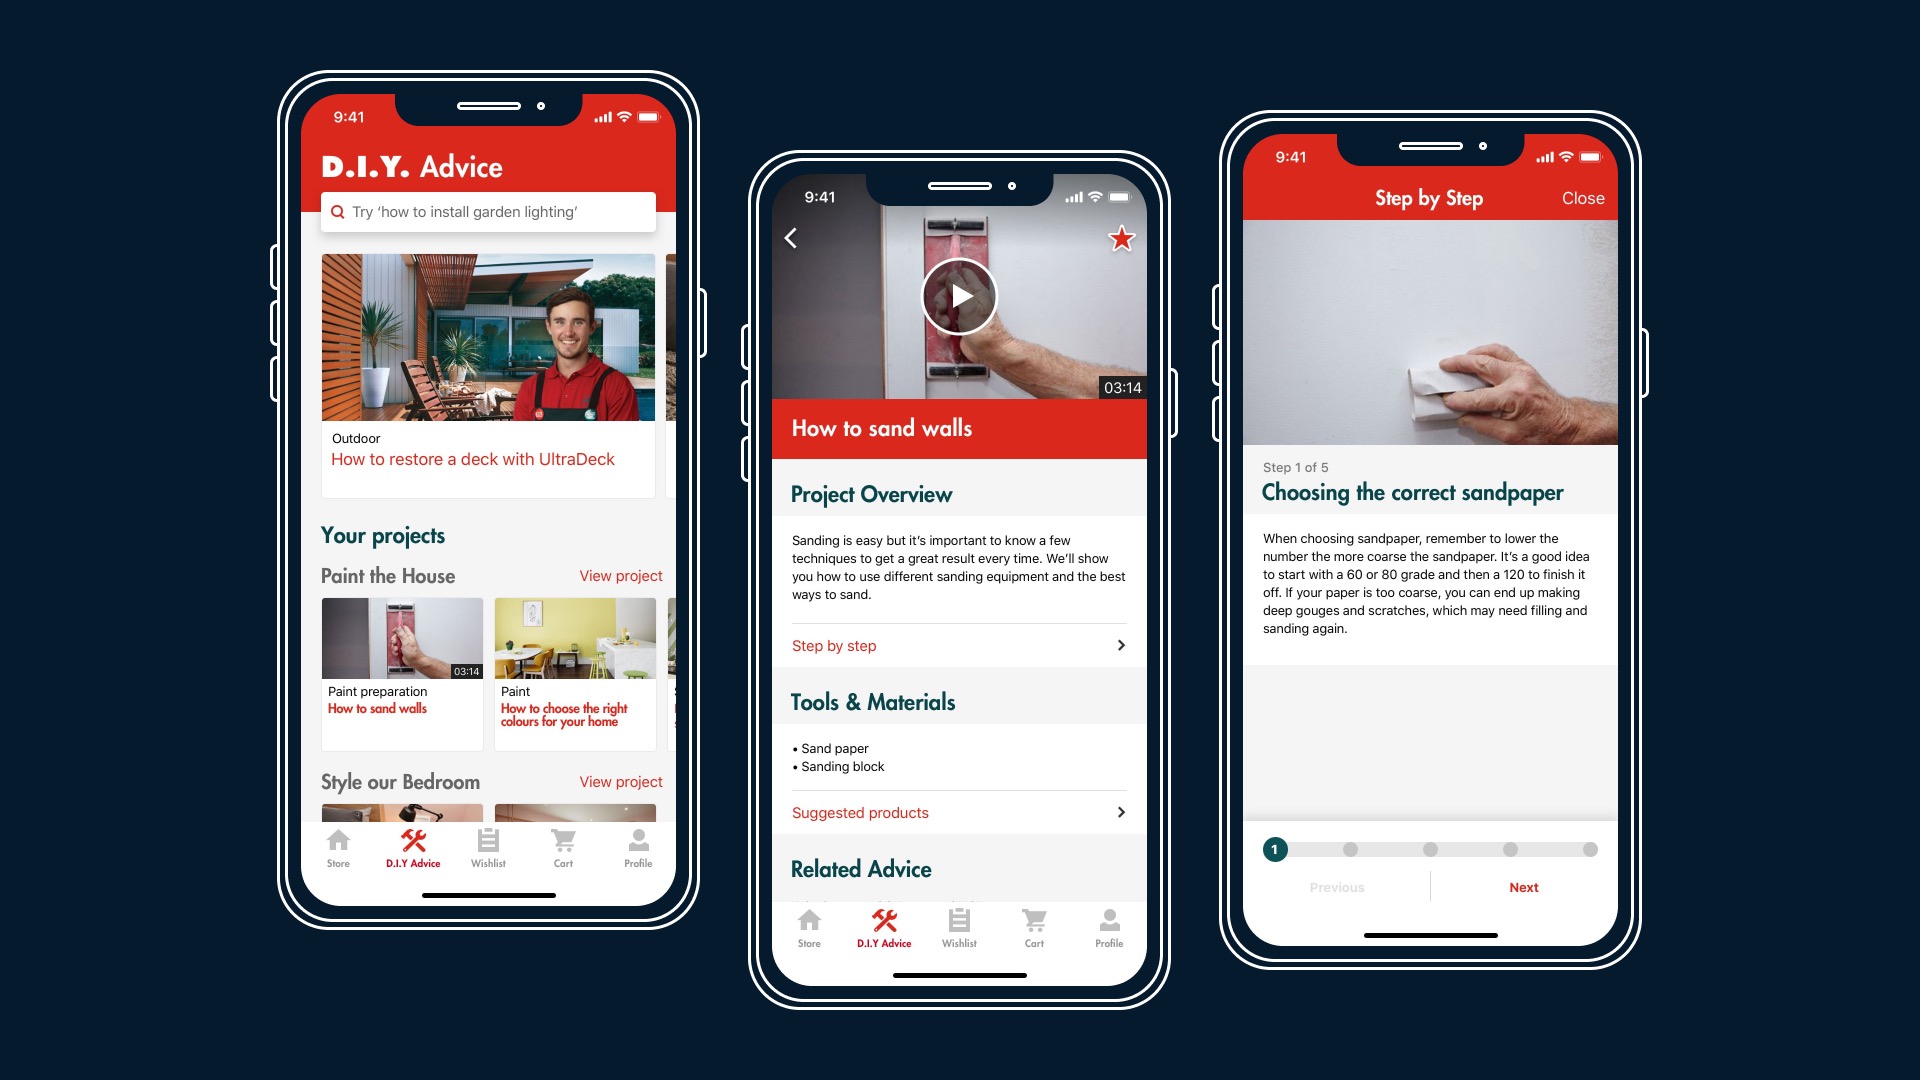 9:41
D.I.Y. Advice
Try ‘how to install garden lighting’
Outdoor
How to restore a deck with UltraDeck
Your projects
Paint the House
View project
03:14
Paint preparation
How to sand walls
Paint
How to choose the right
colours for your home
Style our Bedroom
View project
Store
D.I.Y Advice
Wishlist
Cart
Profile
9:41
03:14
How to sand walls
Project Overview
Sanding is easy but it’s important to know a few
techniques to get a great result every time. We’ll show
you how to use different sanding equipment and the best
ways to sand.
Step by step
Tools & Materials
• Sand paper
• Sanding block
Suggested products
Related Advice
Store
D.I.Y Advice
Wishlist
Cart
Profile
9:41
Step by Step
Close
Step 1 of 5
Choosing the correct sandpaper
When choosing sandpaper, remember to lower the
number the more coarse the sandpaper. It’s a good idea
to start with a 60 or 80 grade and then a 120 to finish it
off. If your paper is too coarse, you can end up making
deep gouges and scratches, which may need filling and
sanding again.
1
Previous
Next